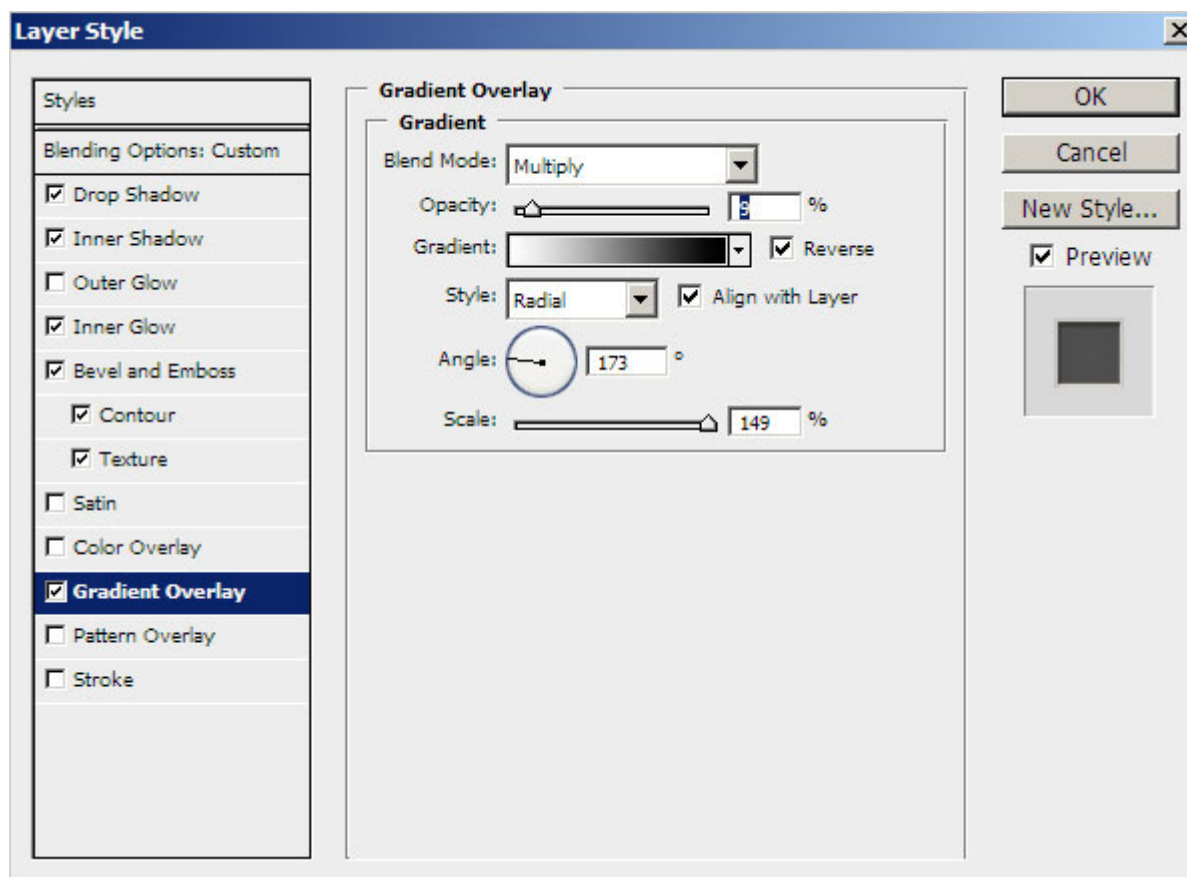 Layer Style
Styles
Blending Options: Custom
Drop Shadow
Inner Shadow
Outer Glow
Inner Glow
Bevel and Emboss
Contour
Texture
Satin
Color Overlay
Gradient Overlay
Pattern Overlay
Stroke
Gradient Overlay
Gradient
Blend Mode: Multiply
Opacity: %
Gradient: Reverse
Style: Radial Align with Layer
Angle: 173 °
Scale: 149 %
OK
Cancel
New Style...
Preview